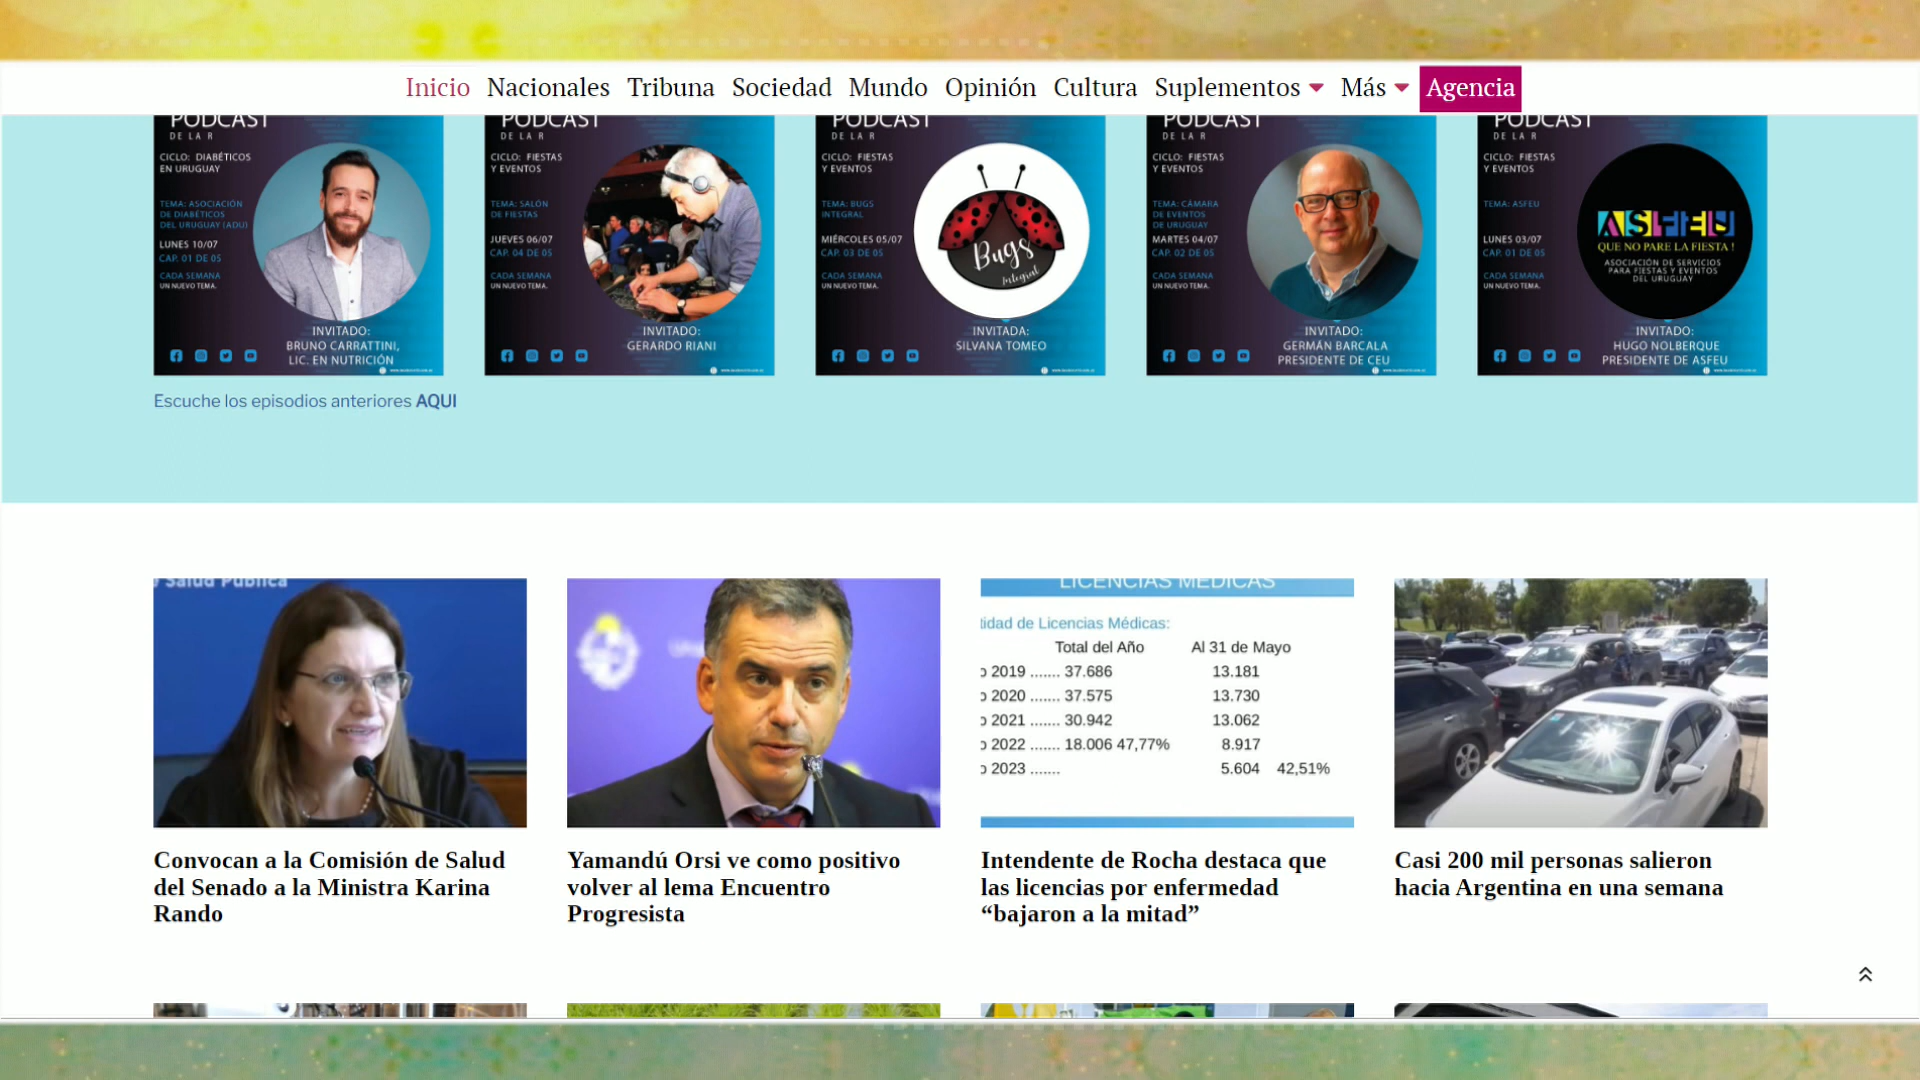 Inicio Nacionales Tribuna Sociedad Mundo Opinión Cultura Suplementos Más Agencia
PODCAST
DE LA R
CICLO: DIABÉTICOS
EN URUGUAY
TEMA: ASOCIACIÓN
DE DIABÉTICOS
DEL URUGUAY (ADU)
LUNES 10/07
CAP. 01 DE 05
CADA SEMANA
UN NUEVO TEMA.
INVITADO:
BRUNO CARRATTINI,
LIC. EN NUTRICIÓN
PODCAST
DE LA R
CICLO: FIESTAS
Y EVENTOS
TEMA: SALÓN
DE FIESTAS
JUEVES 06/07
CAP. 04 DE 05
CADA SEMANA
UN NUEVO TEMA.
INVITADO:
GERARDO RIANI
PODCAST
DE LA R
CICLO: FIESTAS
Y EVENTOS
TEMA: BUGS
INTEGRAL
MIÉRCOLES 05/07
CAP. 03 DE 05
CADA SEMANA
UN NUEVO TEMA.
Bugs
Integral
INVITADA:
SILVANA TOMEO
PODCAST
DE LA R
CICLO: FIESTAS
Y EVENTOS
TEMA: CÁMARA
DE EVENTOS
DE URUGUAY
MARTES 04/07
CAP. 02 DE 05
CADA SEMANA
UN NUEVO TEMA.
INVITADO:
GERMÁN BARCALA
PRESIDENTE DE CEU
PODCAST
DE LA R
CICLO: FIESTAS
Y EVENTOS
TEMA: ASFEU
LUNES 03/07
CAP. 01 DE 05
CADA SEMANA
UN NUEVO TEMA.
ASFEU
QUE NO PARE LA FIESTA !
ASOCIACIÓN DE SERVICIOS
PARA FIESTAS Y EVENTOS
DEL URUGUAY
INVITADO:
HUGO NOLBERQUE
PRESIDENTE DE ASFEU
Escuche los episodios anteriores AQUI
Salud Pública
Convocan a la Comisión de Salud
del Senado a la Ministra Karina
Rando
Yamandú Orsi ve como positivo
volver al lema Encuentro
Progresista
LICENCIAS MEDICAS
tidad de Licencias Médicas:
Total del Año Al 31 de Mayo
o 2019 ....... 37.686 13.181
o 2020 ....... 37.575 13.730
o 2021 ....... 30.942 13.062
o 2022 ....... 18.006 47,77% 8.917
o 2023 ....... 5.604 42,51%
Intendente de Rocha destaca que
las licencias por enfermedad
“bajaron a la mitad”
Casi 200 mil personas salieron
hacia Argentina en una semana